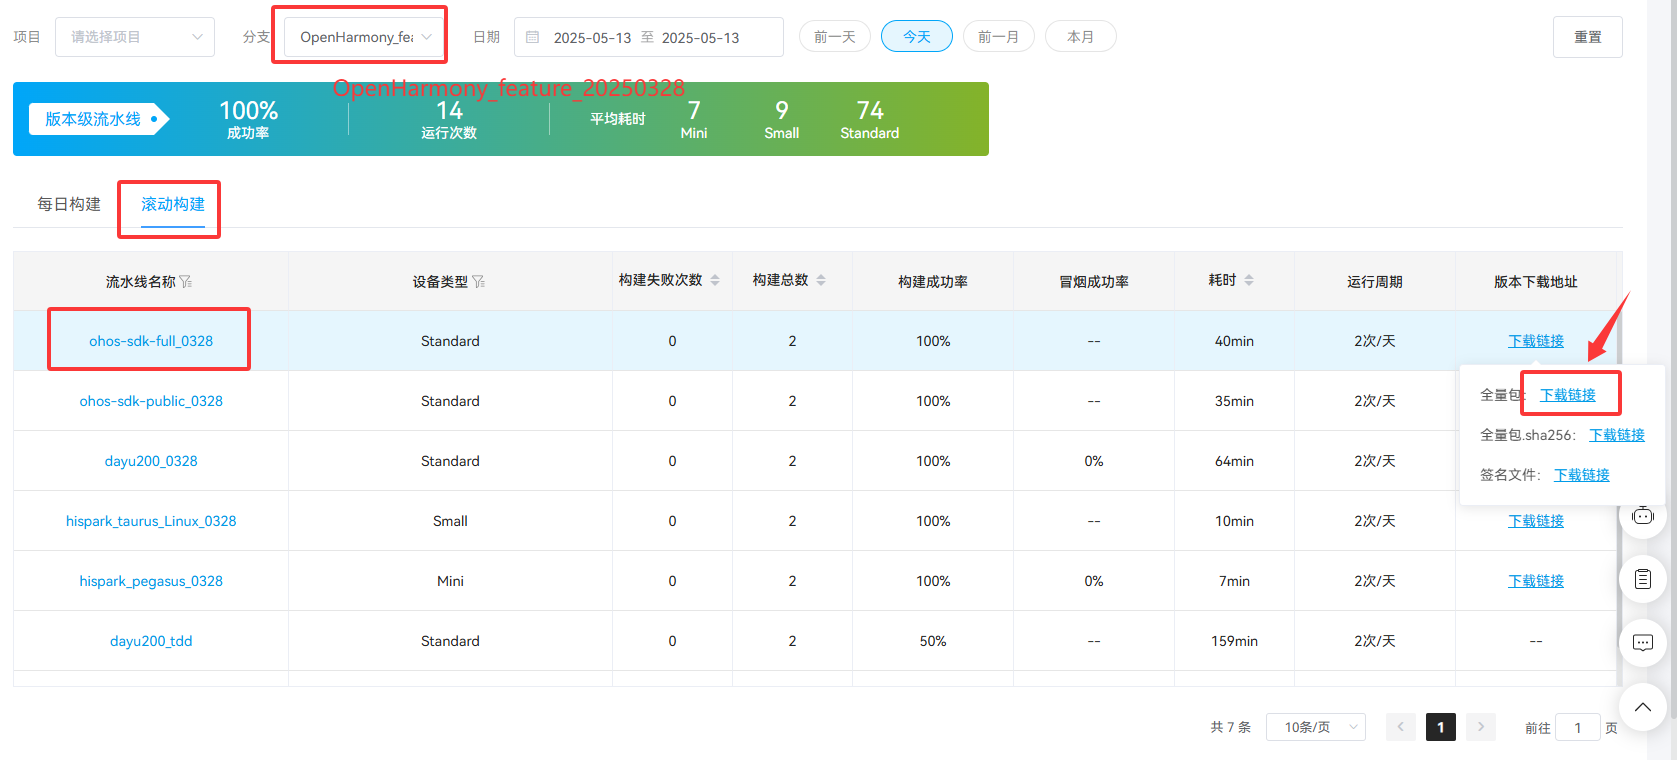 项目 请选择项目 分支 OpenHarmony_fea 日期 2025-05-13 至 2025-05-13 前一天 今天 前一月 本月 重置
OpenHarmony_feature_20250328
版本级流水线 100% 成功率 14 运行次数 平均耗时 7 Mini 9 Small 74 Standard
每日构建 滚动构建
流水线名称 设备类型 构建失败次数 构建总数 构建成功率 冒烟成功率 耗时 运行周期 版本下载地址
ohos-sdk-full_0328 Standard 0 2 100% -- 40min 2次/天 下载链接
全量包: 下载链接
ohos-sdk-public_0328 Standard 0 2 100% -- 35min 2次/天
全量包.sha256: 下载链接
dayu200_0328 Standard 0 2 100% 0% 64min 2次/天
签名文件: 下载链接
hispark_taurus_Linux_0328 Small 0 2 100% -- 10min 2次/天 下载链接
hispark_pegasus_0328 Mini 0 2 100% 0% 7min 2次/天 下载链接
dayu200_tdd Standard 0 2 50% -- 159min 2次/天 --
共 7 条 10条/页 1 前往 1 页